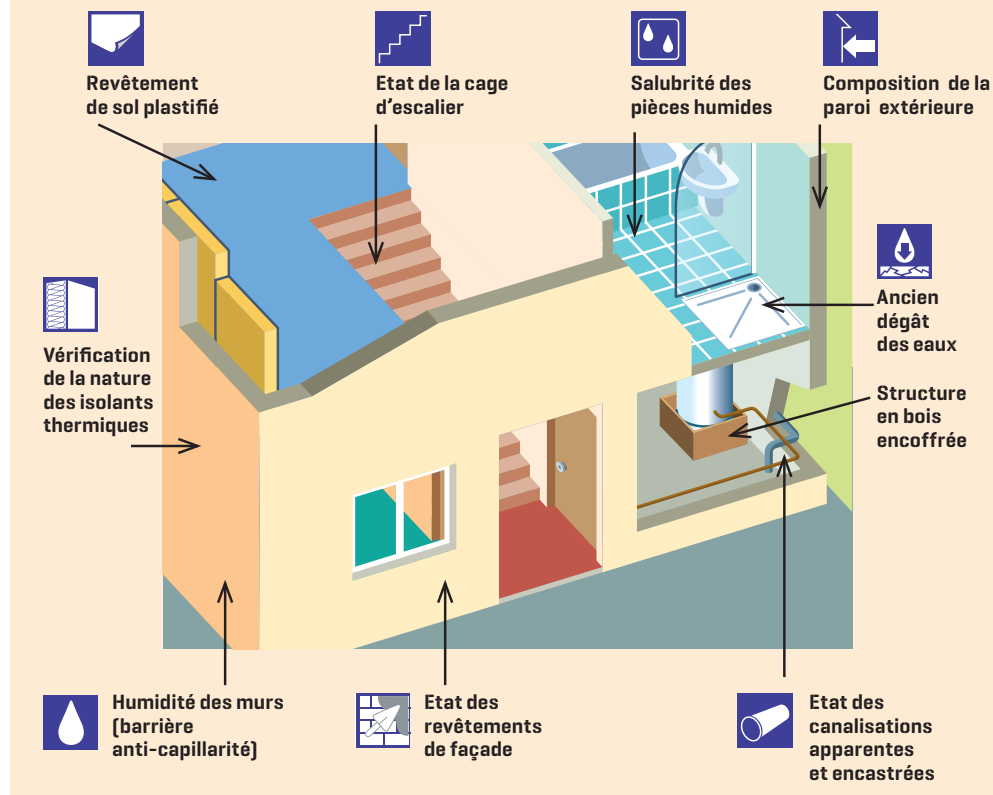 Revêtement
de sol plastifié
Etat de la cage
d'escalier
Salubrité des
pièces humides
Composition de la
paroi extérieure
Ancien
dégât
des eaux
Vérification
de la nature
des isolants
thermiques
Structure
en bois
encoffrée
Humidité des murs
(barrière
anti-capillarité)
Etat des
revêtements
de façade
Etat des
canalisations
apparentes
et encastrées